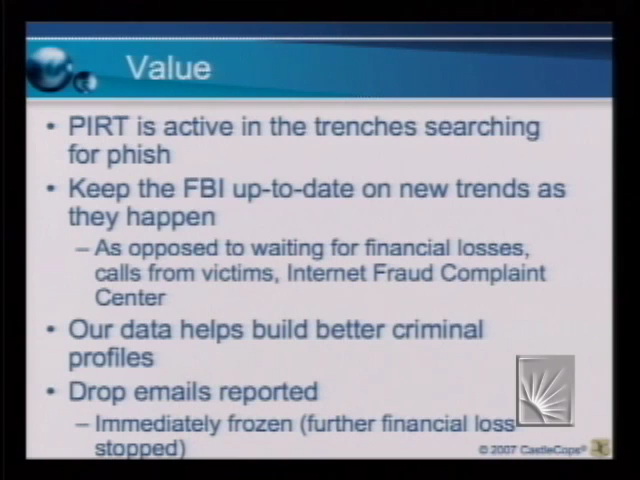 Value
• PIRT is active in the trenches searching
for phish
• Keep the FBI up-to-date on new trends as
they happen
– As opposed to waiting for financial losses,
calls from victims, Internet Fraud Complaint
Center
• Our data helps build better criminal
profiles
• Drop emails reported
– Immediately frozen (further financial loss
stopped)
© 2007 CastleCops®